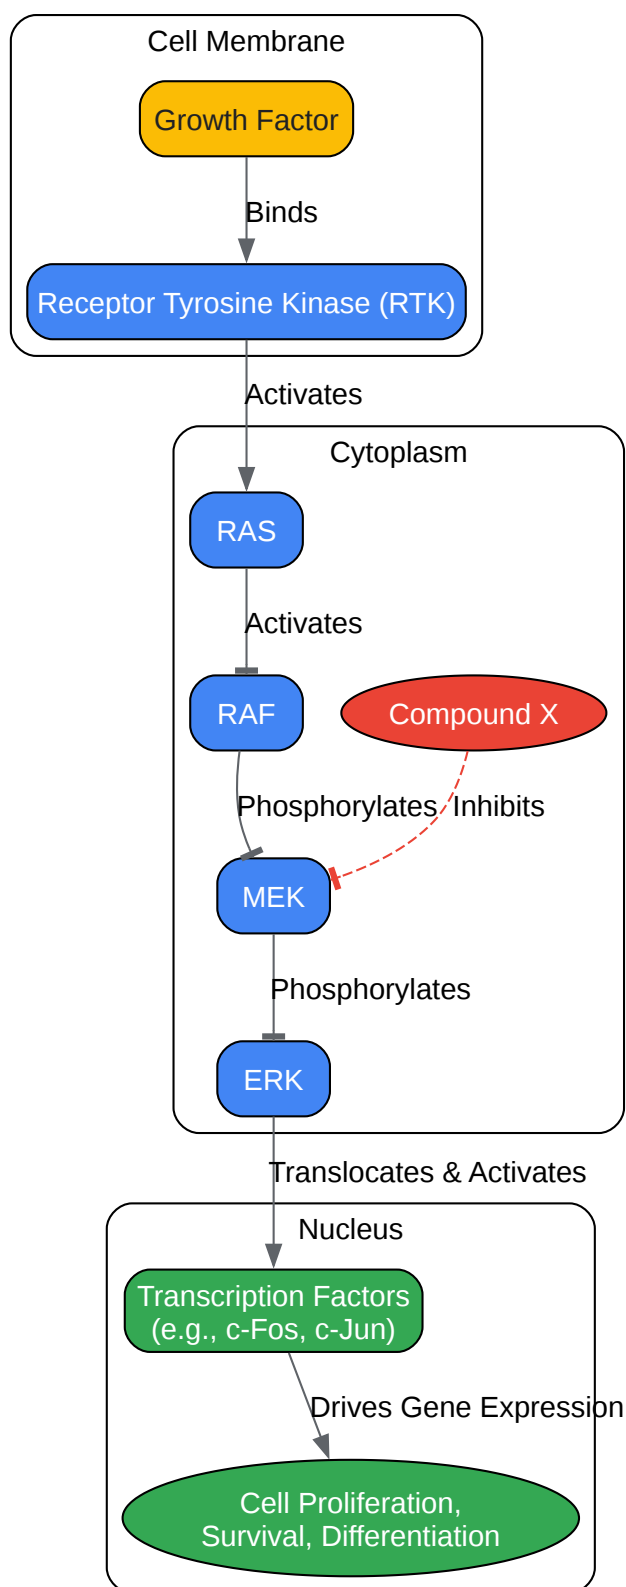 Cell Membrane
Growth Factor
Binds
Receptor Tyrosine Kinase (RTK)
Activates
Cytoplasm
RAS
Activates
RAF
Compound X
Phosphorylates
Inhibits
MEK
Phosphorylates
ERK
Translocates & Activates
Nucleus
Transcription Factors
(e.g., c-Fos, c-Jun)
Drives Gene Expression
Cell Proliferation,
Survival, Differentiation